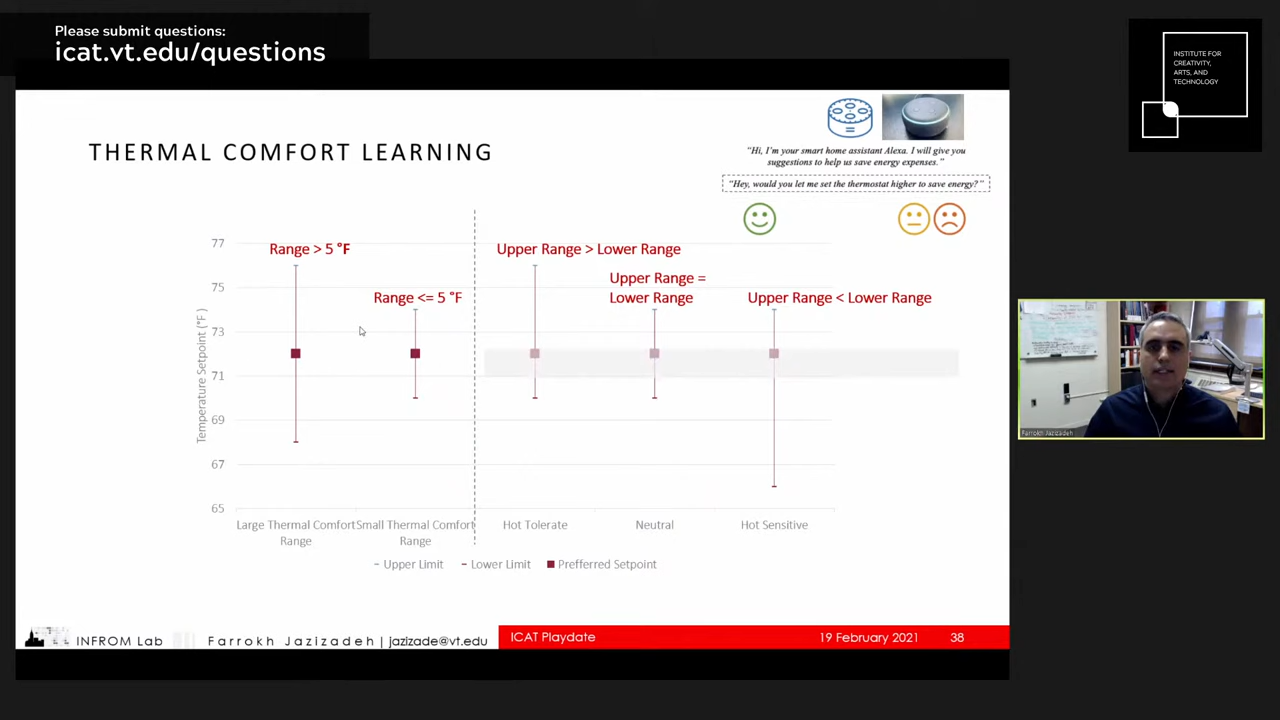 Please submit questions:
icat.vt.edu/questions
INSTITUTE FOR
CREATIVITY,
ARTS, AND
TECHNOLOGY
THERMAL COMFORT LEARNING
"Hi, I'm your smart home assistant Alexa. I will give you
suggestions to help us save energy expenses."
"Hey, would you let me set the thermostat higher to save energy?"
Range > 5 °F
Range <= 5 °F
Upper Range > Lower Range
Upper Range =
Lower Range
Upper Range < Lower Range
Temperature Setpoint (°F)
77
75
73
71
69
67
65
Large Thermal Comfort
Range
Small Thermal Comfort
Range
Hot Tolerate
Neutral
Hot Sensitive
Upper Limit
Lower Limit
Prefferred Setpoint
INFROM Lab
Farrokh Jazizadeh | jazizade@vt.edu
ICAT Playdate
19 February 2021
38
Farrokh Jazizadeh